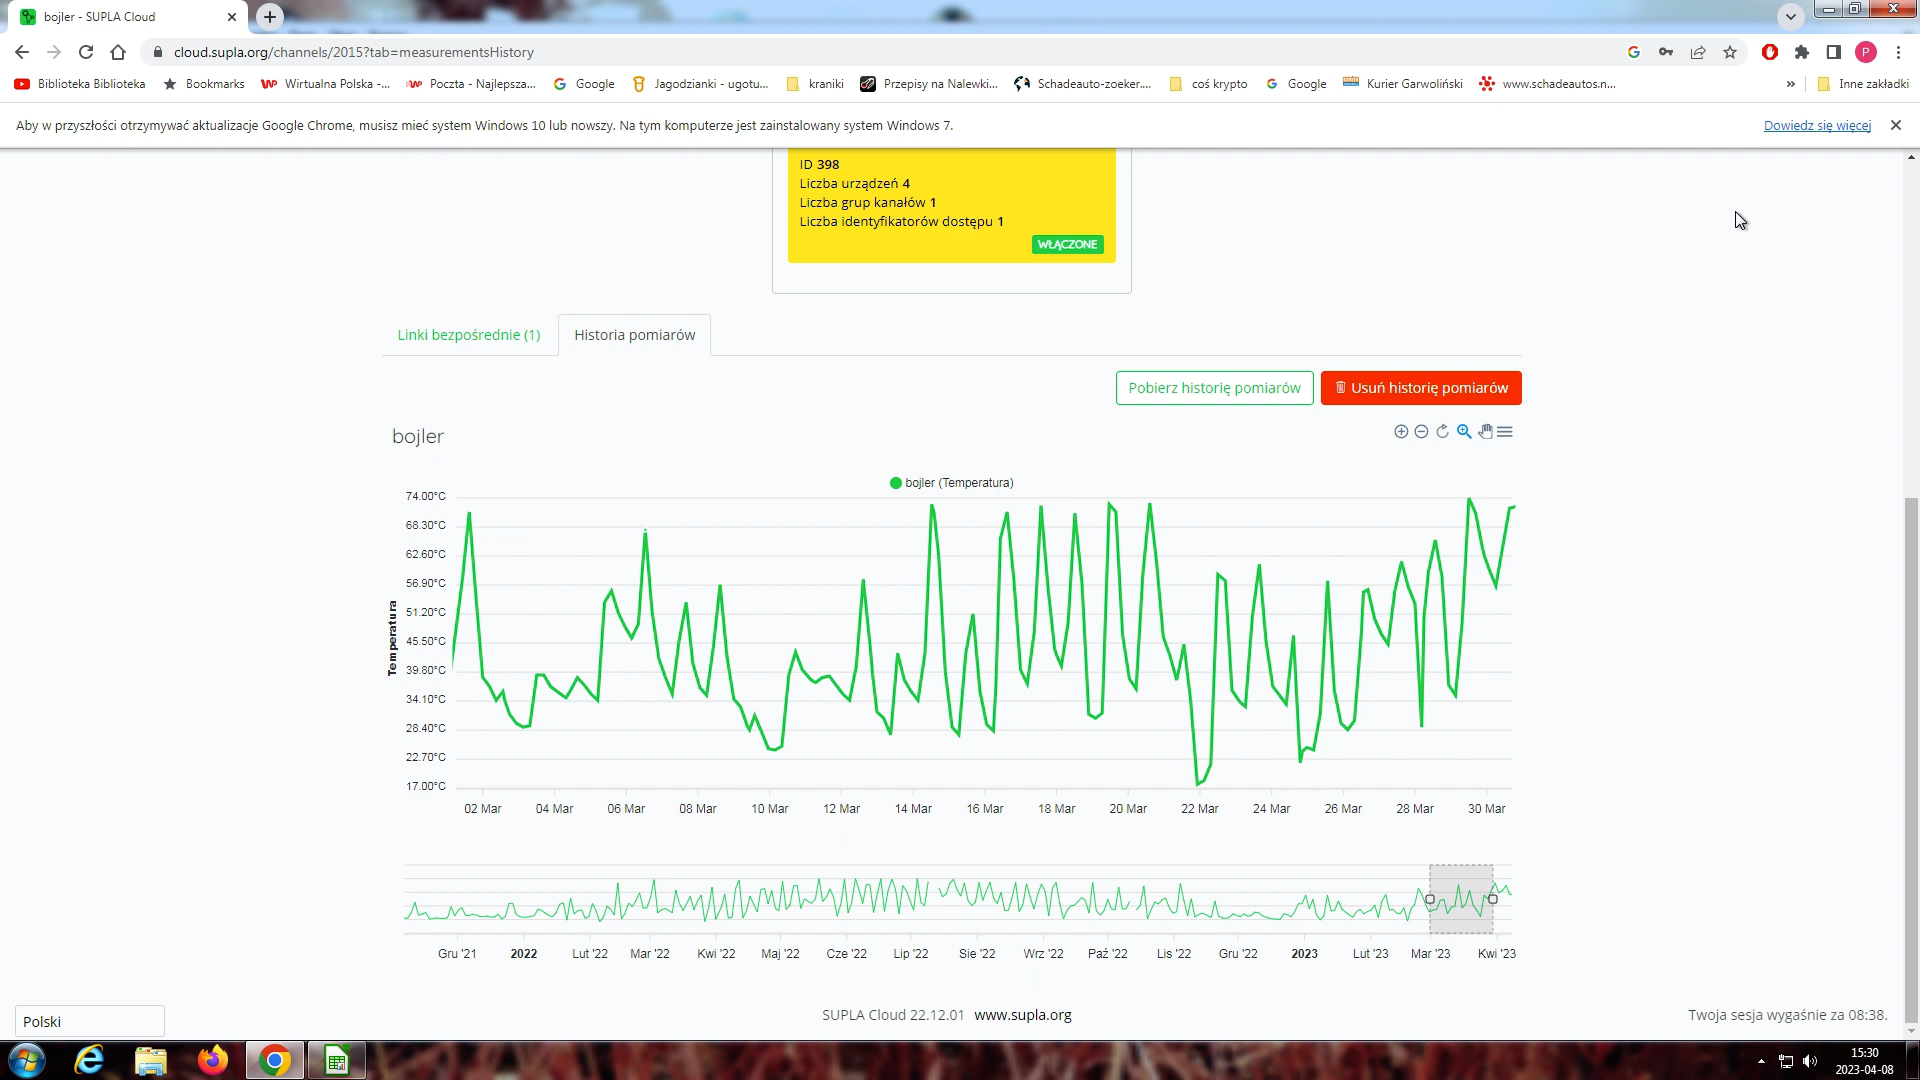 bojler - SUPLA Cloud
cloud.supla.org/channels/2015?tab=measurementsHistory
Biblioteka Biblioteka
Bookmarks
Wirtualna Polska -...
Poczta - Najlepsza...
Google
Jagodzianki - ugotu...
kraniki
Przepisy na Nalewki...
Schadeauto-zoeker....
coś krypto
Google
Kurier Garwoliński
www.schadeautos.n...
»
Inne zakładki
Aby w przyszłości otrzymywać aktualizacje Google Chrome, musisz mieć system Windows 10 lub nowszy. Na tym komputerze jest zainstalowany system Windows 7.
Dowiedz się więcej
ID 398
Liczba urządzeń 4
Liczba grup kanałów 1
Liczba identyfikatorów dostępu 1
WŁĄCZONE
Linki bezpośrednie (1)
Historia pomiarów
Pobierz historię pomiarów
Usuń historię pomiarów
bojler
bojler (Temperatura)
Temperatura
74.00°C
68.30°C
62.60°C
56.90°C
51.20°C
45.50°C
39.80°C
34.10°C
28.40°C
22.70°C
17.00°C
02 Mar 04 Mar 06 Mar 08 Mar 10 Mar 12 Mar 14 Mar 16 Mar 18 Mar 20 Mar 22 Mar 24 Mar 26 Mar 28 Mar 30 Mar
Gru '21 2022 Lut '22 Mar '22 Kwi '22 Maj '22 Cze '22 Lip '22 Sie '22 Wrz '22 Paź '22 Lis '22 Gru '22 2023 Lut '23 Mar '23 Kwi '23
SUPLA Cloud 22.12.01 www.supla.org
Polski
Twoja sesja wygaśnie za 08:38.
15:30
2023-04-08